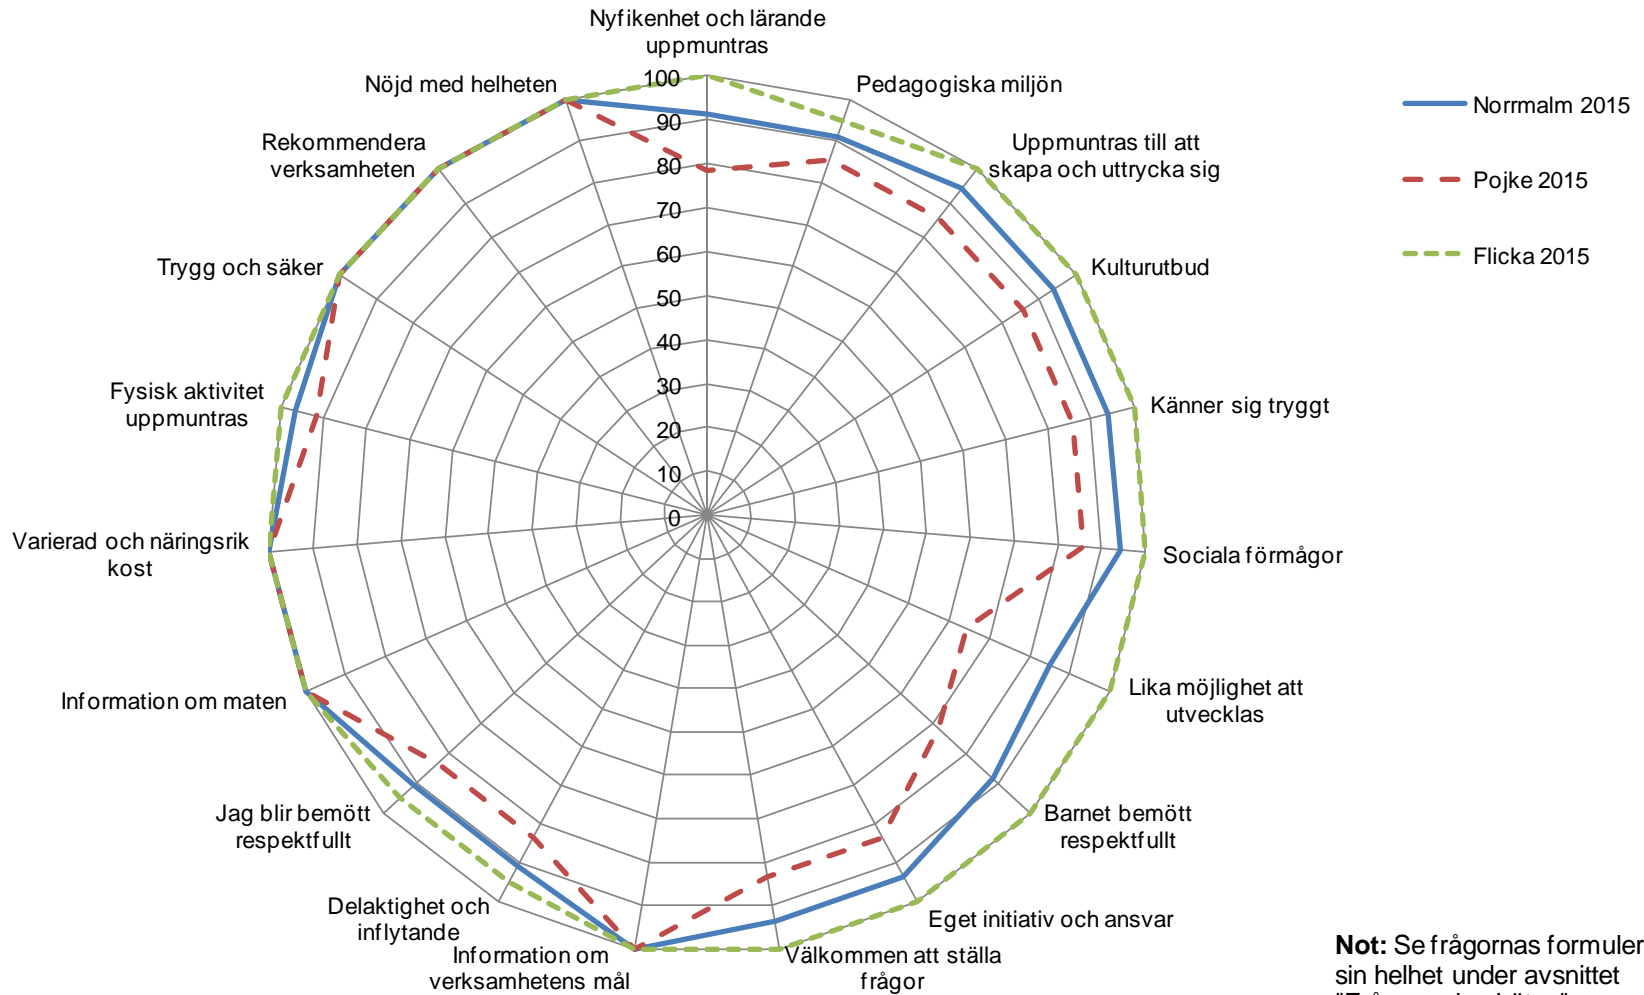 Nyfikenhet och lärande
uppmuntras
Pedagogiska miljön
Uppmuntras till att
skapa och uttrycka sig
Kulturutbud
Känner sig tryggt
Sociala förmågor
Lika möjlighet att
utvecklas
Barnet bemött
respektfullt
Eget initiativ och ansvar
Välkommen att ställa
frågor
Information om
verksamhetens mål
Delaktighet och
inflytande
Jag blir bemött
respektfullt
Information om maten
Varierad och näringsrik
kost
Fysisk aktivitet
uppmuntras
Trygg och säker
Rekommendera
verksamheten
Nöjd med helheten
100
90
80
70
60
50
40
30
20
10
0
Norrmalm 2015
Pojke 2015
Flicka 2015
Not: Se frågornas formuler
sin helhet under avsnittet